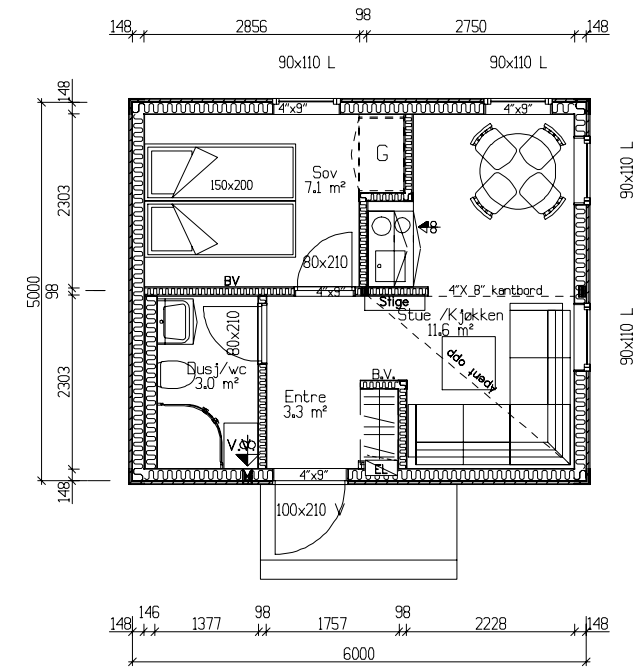 98
148 2856 2750 148
90x110 L 90x110 L
148
4"x9" 4"x9"
G
Sov
7.1 m²
150x200
90x110 L
2303
80x210
BV
4"x9"
4"X 8" kantbord
98
5000
Stige
Stue /Kjøkken
11.6 m²
80x210
Åpent opp
90x110 L
Dusj/wc
3.0 m²
B.V.
2303
Entre
3.3 m²
EL
4"x9"
148
100x210 V
146 98 98
148 1377 1757 2228 148
6000